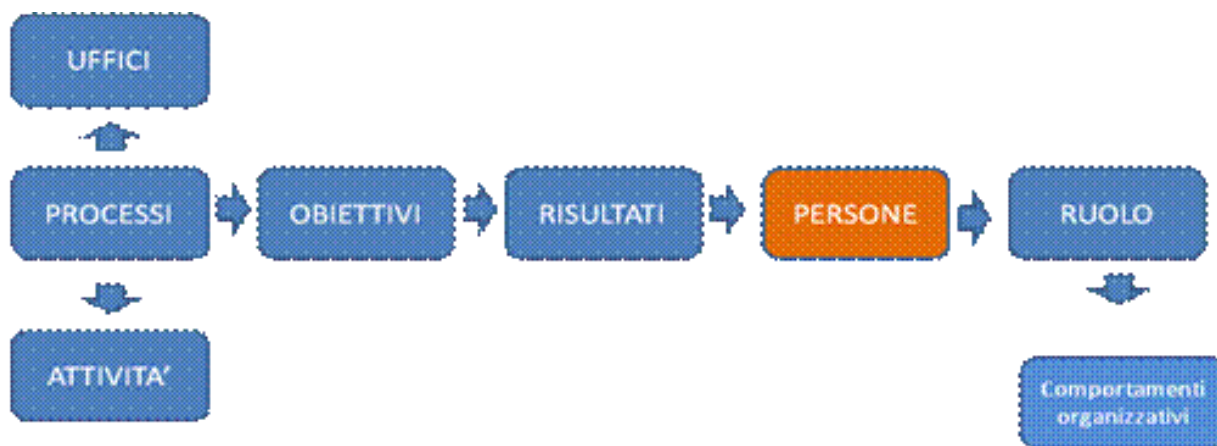 UFFICI
PROCESSI
OBIETTIVI
RISULTATI
PERSONE
RUOLO
ATTIVITA’
Comportamenti
organizzativi